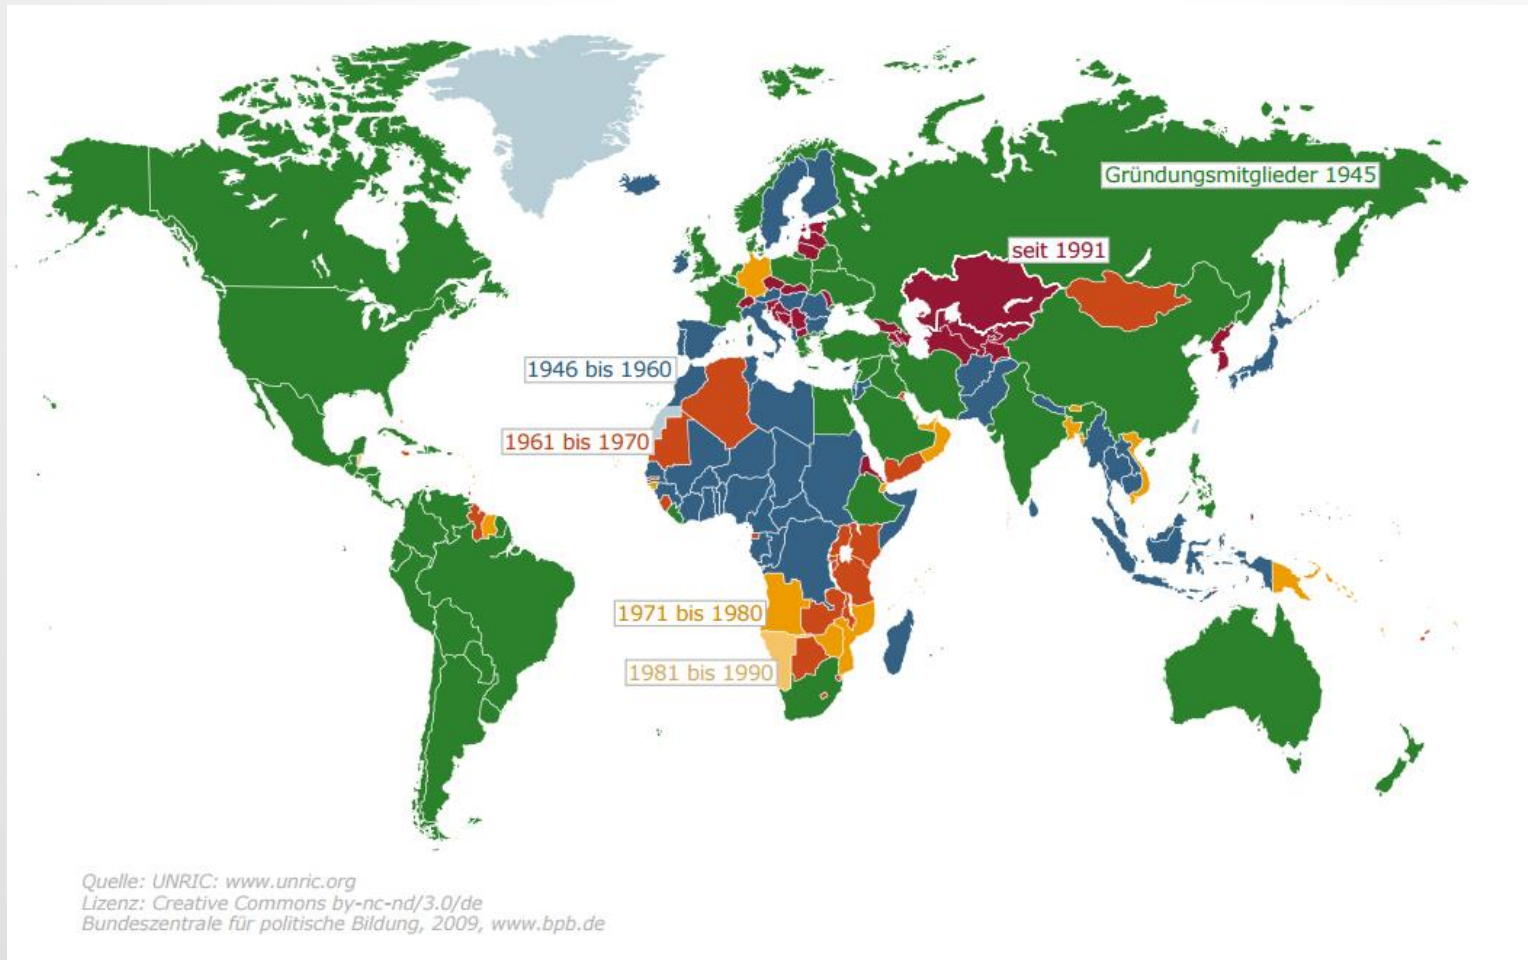 Gründungsmitglieder 1945
seit 1991
1946 bis 1960
1961 bis 1970
1971 bis 1980
1981 bis 1990
Quelle: UNRIC: www.unric.org
Lizenz: Creative Commons by-nc-nd/3.0/de
Bundeszentrale für politische Bildung, 2009, www.bpb.de